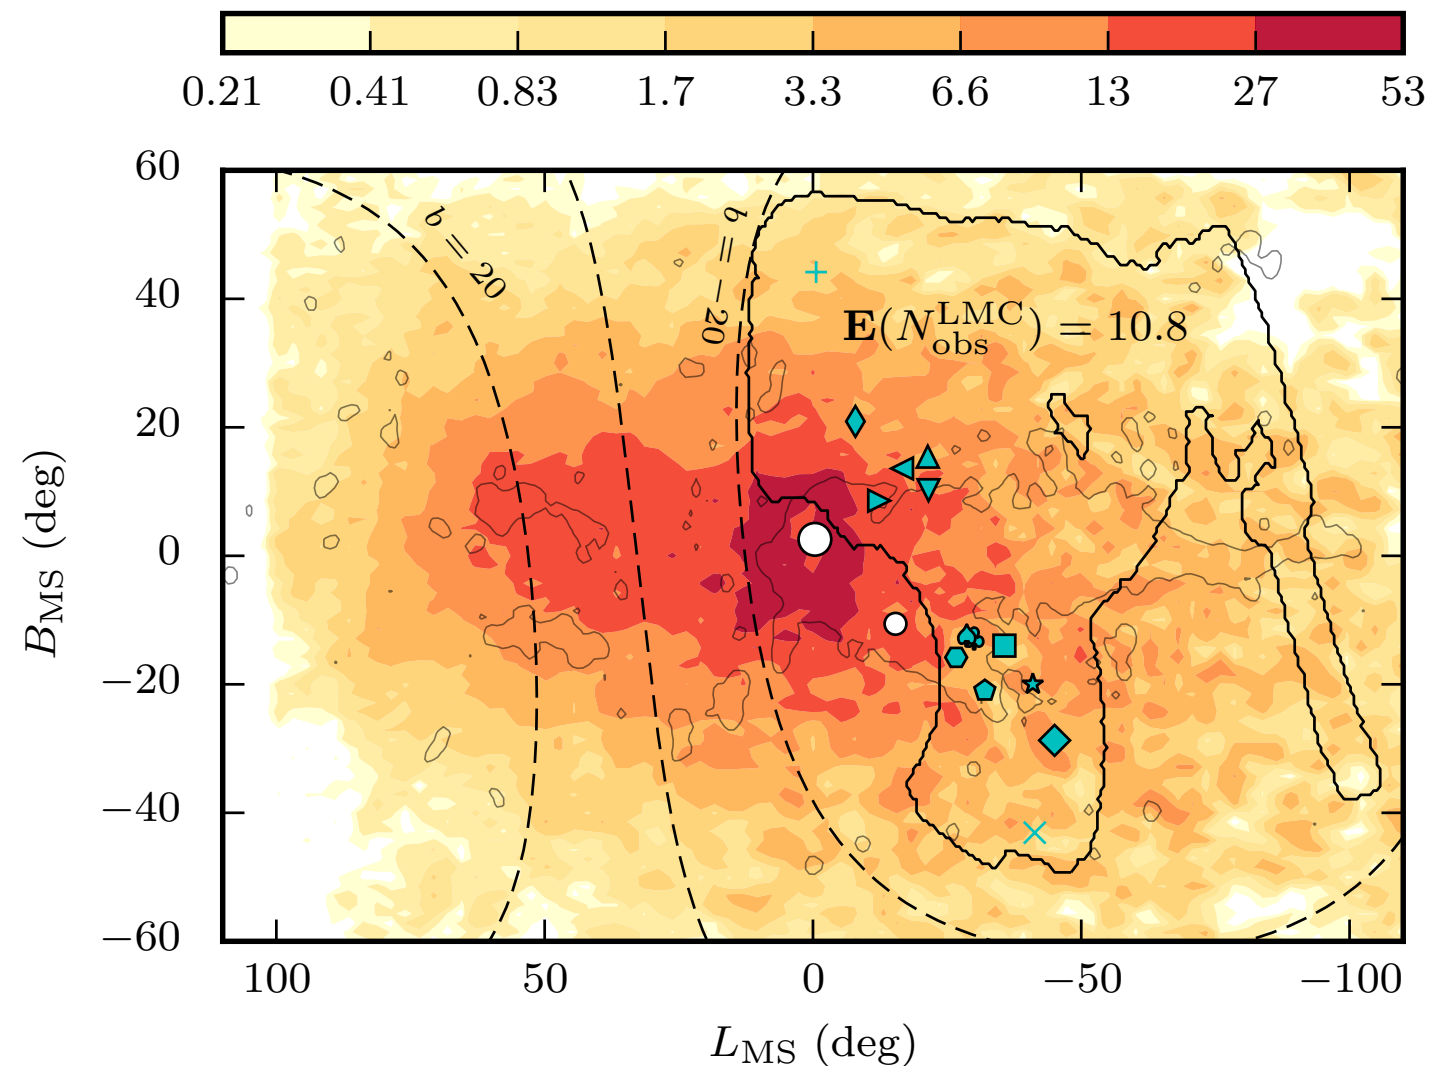 0.21 0.41 0.83 1.7 3.3 6.6 13 27 53
60
40
20
0
−20
−40
−60
B_MS (deg)
b = 20
b = −20
E(N_obs^LMC) = 10.8
100 50 0 −50 −100
L_MS (deg)